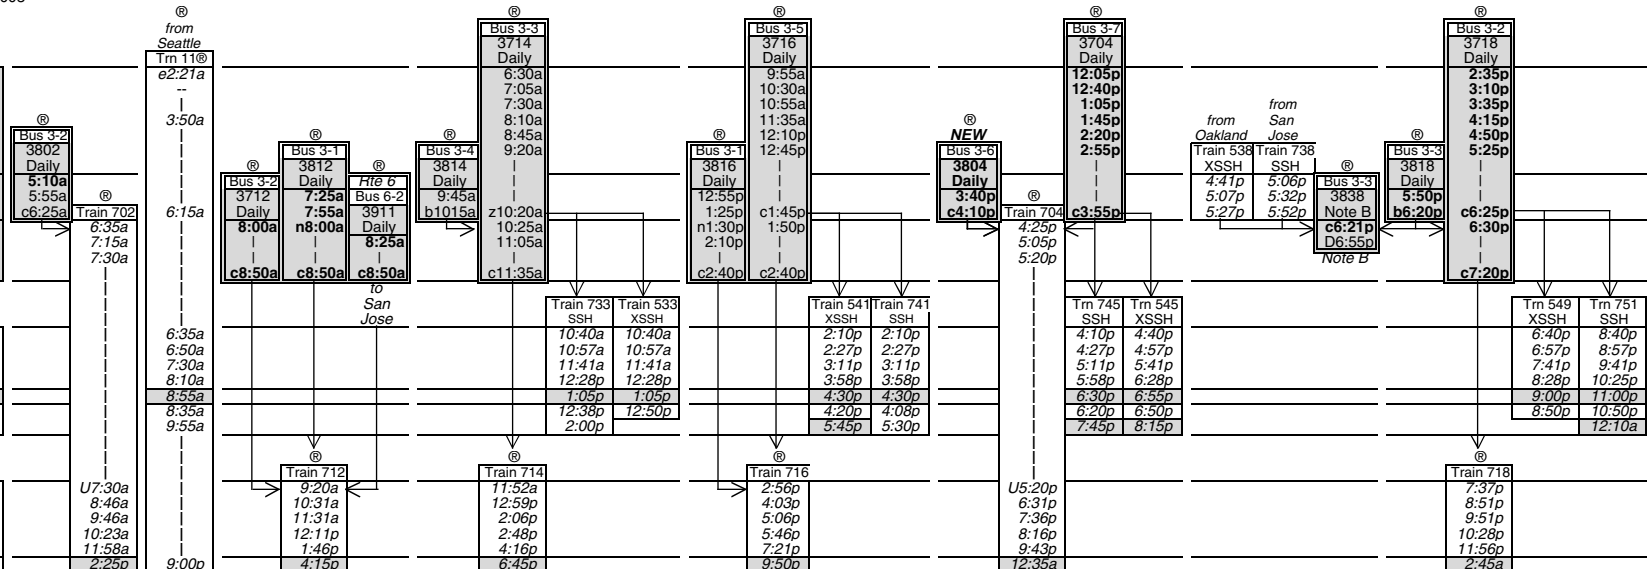 ®
Bus 3-2
3802
Daily
5:10a
5:55a
c6:25a
®
Train 702
6:35a
7:15a
7:30a
U7:30a
8:46a
9:46a
10:23a
11:58a
2:25p
®
from
Seattle
Trn 11®
e2:21a
--
3:50a
6:15a
6:35a
6:50a
7:30a
8:10a
8:55a
8:35a
9:55a
9:00p
®
Bus 3-2
3712
Daily
8:00a
c8:50a
®
Bus 3-1
3812
Daily
7:25a
7:55a
n8:00a
c8:50a
®
Rte 6
Bus 6-2
3911
Daily
8:25a
c8:50a
to
San
Jose
®
Train 712
9:20a
10:31a
11:31a
12:11p
1:46p
4:15p
®
Bus 3-4
3814
Daily
9:45a
b1015a
®
Bus 3-3
3714
Daily
6:30a
7:05a
7:30a
8:10a
8:45a
9:20a
z10:20a
10:25a
11:05a
c11:35a
Train 733
SSH
10:40a
10:57a
11:41a
12:28p
1:05p
12:38p
2:00p
Train 533
XSSH
10:40a
10:57a
11:41a
12:28p
1:05p
12:50p
®
Train 714
11:52a
12:59p
2:06p
2:48p
4:16p
6:45p
®
Bus 3-1
3816
Daily
12:55p
1:25p
n1:30p
2:10p
c2:40p
®
Bus 3-5
3716
Daily
9:55a
10:30a
10:55a
11:35a
12:10p
12:45p
c1:45p
1:50p
c2:40p
Train 541
XSSH
2:10p
2:27p
3:11p
3:58p
4:30p
4:20p
5:45p
Train 741
SSH
2:10p
2:27p
3:11p
3:58p
4:30p
4:08p
5:30p
®
Train 716
2:56p
4:03p
5:06p
5:46p
7:21p
9:50p
®
NEW
Bus 3-6
3804
Daily
3:40p
c4:10p
®
Train 704
4:25p
5:05p
5:20p
U5:20p
6:31p
7:36p
8:16p
9:43p
12:35a
®
Bus 3-7
3704
Daily
12:05p
12:40p
1:05p
1:45p
2:20p
2:55p
c3:55p
Trn 745
SSH
4:10p
4:27p
5:11p
5:58p
6:30p
6:20p
7:45p
Trn 545
XSSH
4:40p
4:57p
5:41p
6:28p
6:55p
6:50p
8:15p
from
Oakland
Train 538
XSSH
4:41p
5:07p
5:27p
from
San
Jose
Train 738
SSH
5:06p
5:32p
5:52p
®
Bus 3-3
3838
Note B
c6:21p
D6:55p
Note B
®
Bus 3-3
3818
Daily
5:50p
b6:20p
®
Bus 3-2
3718
Daily
2:35p
3:10p
3:35p
4:15p
4:50p
5:25p
c6:25p
6:30p
c7:20p
Trn 549
XSSH
6:40p
6:57p
7:41p
8:28p
9:00p
8:50p
Trn 751
SSH
8:40p
8:57p
9:41p
10:25p
11:00p
10:50p
12:10a
®
Train 718
7:37p
8:51p
9:51p
10:28p
11:56p
2:45a